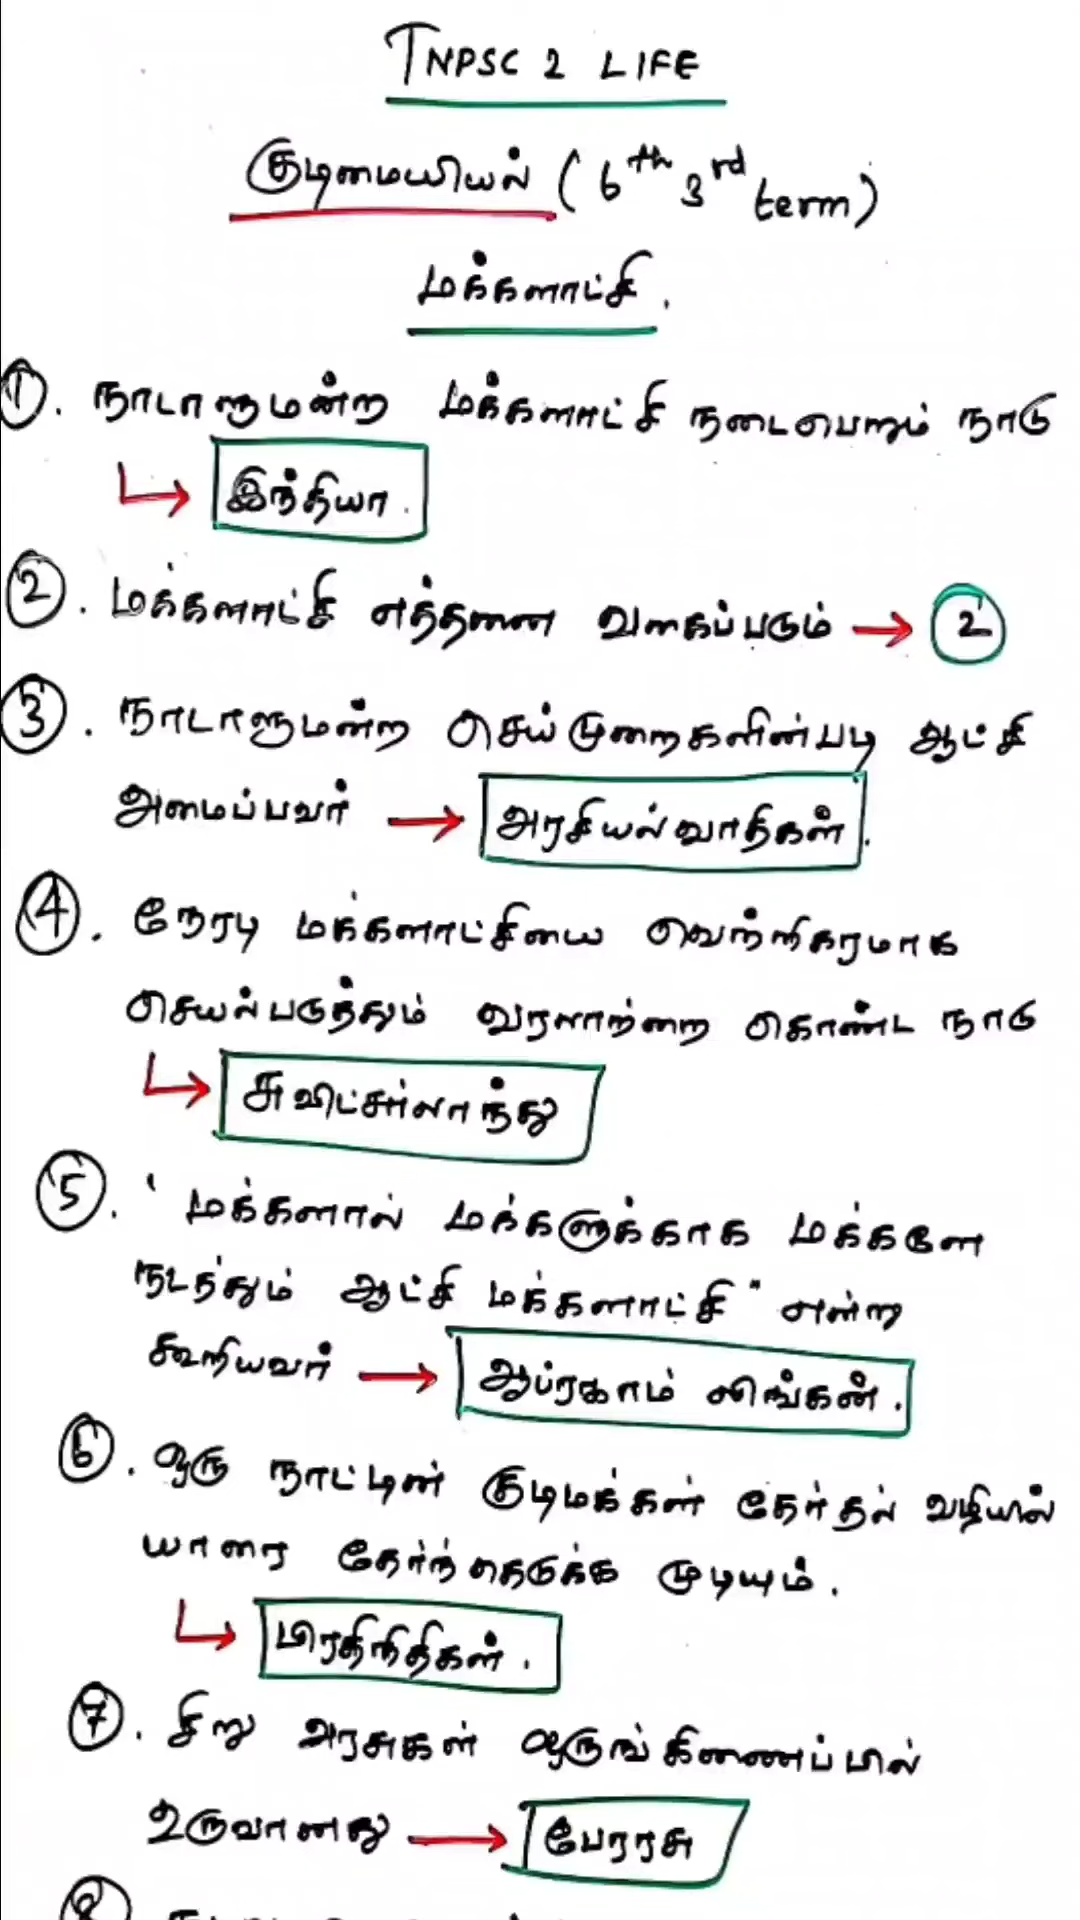 TNPSC 2 LIFE
குடிமையியல் (6th 3rd term)
மக்களாட்சி.
1. நாடாளுமன்ற மக்களாட்சி நடைபெறும் நாடு
இந்தியா.
2. மக்களாட்சி எத்தனை வகைப்படும் → 2
3. நாடாளுமன்ற செய்முறைகளின்படி ஆட்சி
அமைப்பவர் → அரசியல்வாதிகள்.
4. நேரடி மக்களாட்சியை வெற்றிகரமாக
செயல்படுத்தும் வரலாற்றை கொண்ட நாடு
சுவிட்சர்லாந்து
5. ' மக்களால் மக்களுக்காக மக்களே
நடத்தும் ஆட்சி மக்களாட்சி" என்ற
கூறியவர் → ஆப்ரகாம் லிங்கன்.
6. ஒரு நாட்டின் குடிமக்கள் தேர்தல் வழியில்
யாரை தேர்ந்தெடுக்க முடியும்.
பிரதிநிதிகள்.
7. சிறு அரசுகள் ஒருங்கிணைப்பில்
உருவானது → பேரரசு